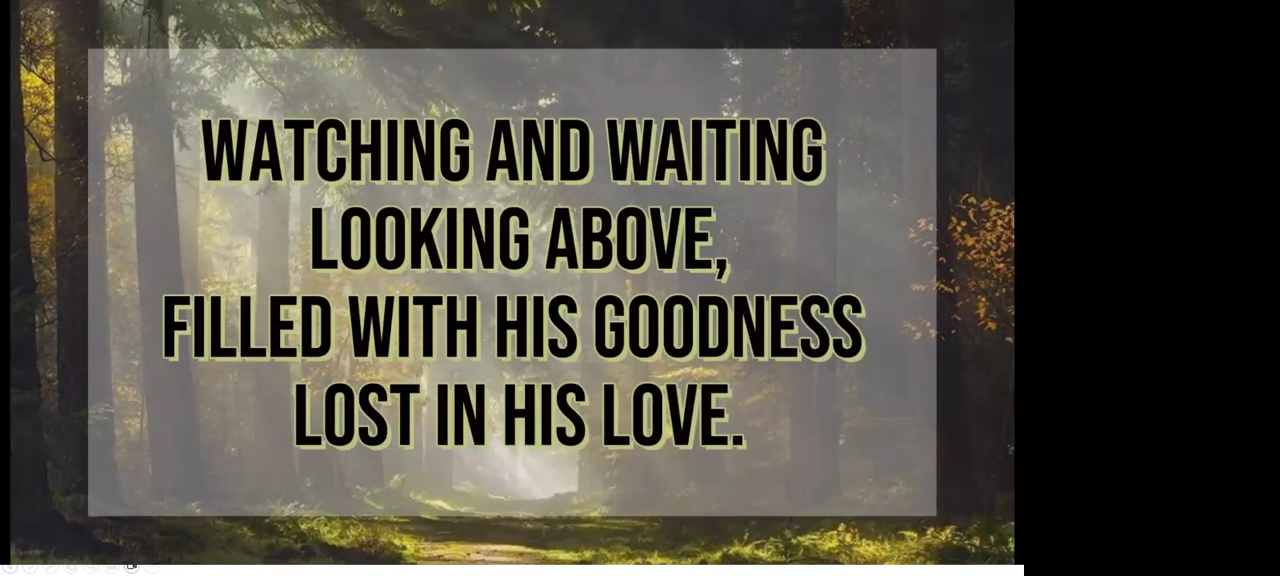 WATCHING AND WAITING
LOOKING ABOVE,
FILLED WITH HIS GOODNESS
LOST IN HIS LOVE.